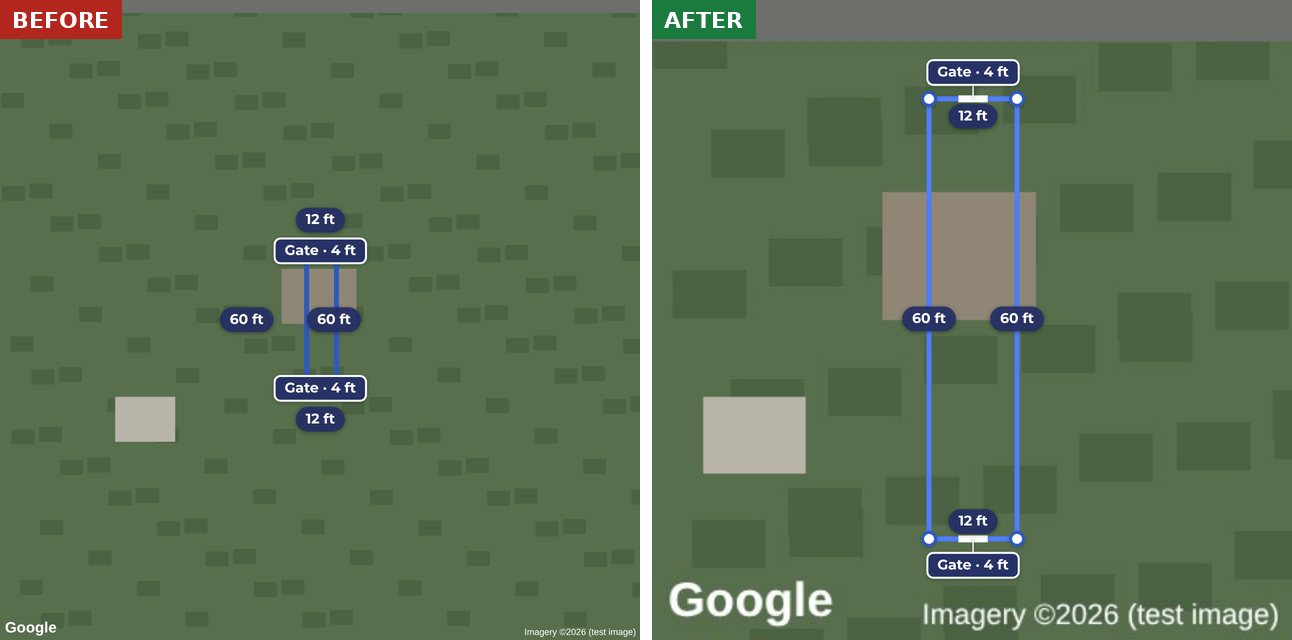 BEFORE
12 ft
Gate · 4 ft
60 ft
60 ft
Gate · 4 ft
12 ft
Google
Imagery ©2026 (test image)
AFTER
Gate · 4 ft
12 ft
60 ft
60 ft
12 ft
Gate · 4 ft
Google
Imagery ©2026 (test image)